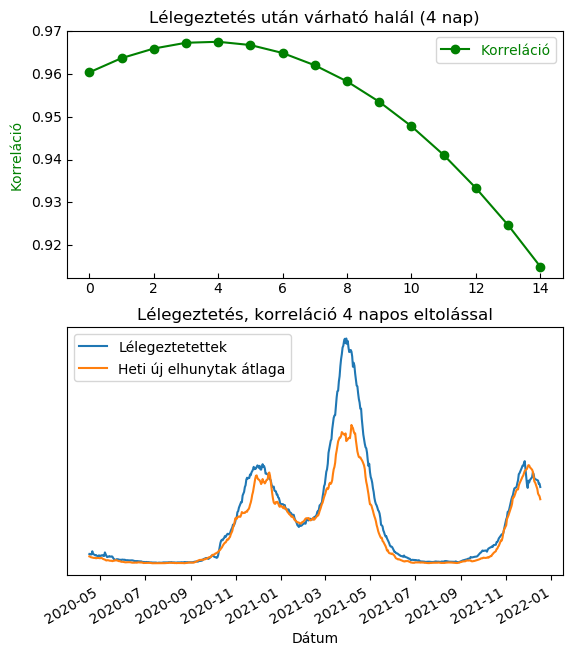 Lélegeztetés után várható halál (4 nap)
0.97
0.96
0.95
0.94
0.93
0.92
Korreláció
Korreláció
0 2 4 6 8 10 12 14
Lélegeztetés, korreláció 4 napos eltolással
Lélegeztetettek
Heti új elhunytak átlaga
2020-05 2020-07 2020-09 2020-11 2021-01 2021-03 2021-05 2021-07 2021-09 2021-11 2022-01
Dátum